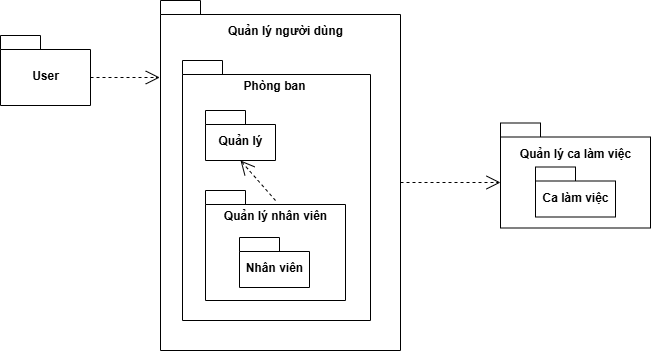 User
Quản lý người dùng
Phòng ban
Quản lý
Quản lý nhân viên
Nhân viên
Quản lý ca làm việc
Ca làm việc